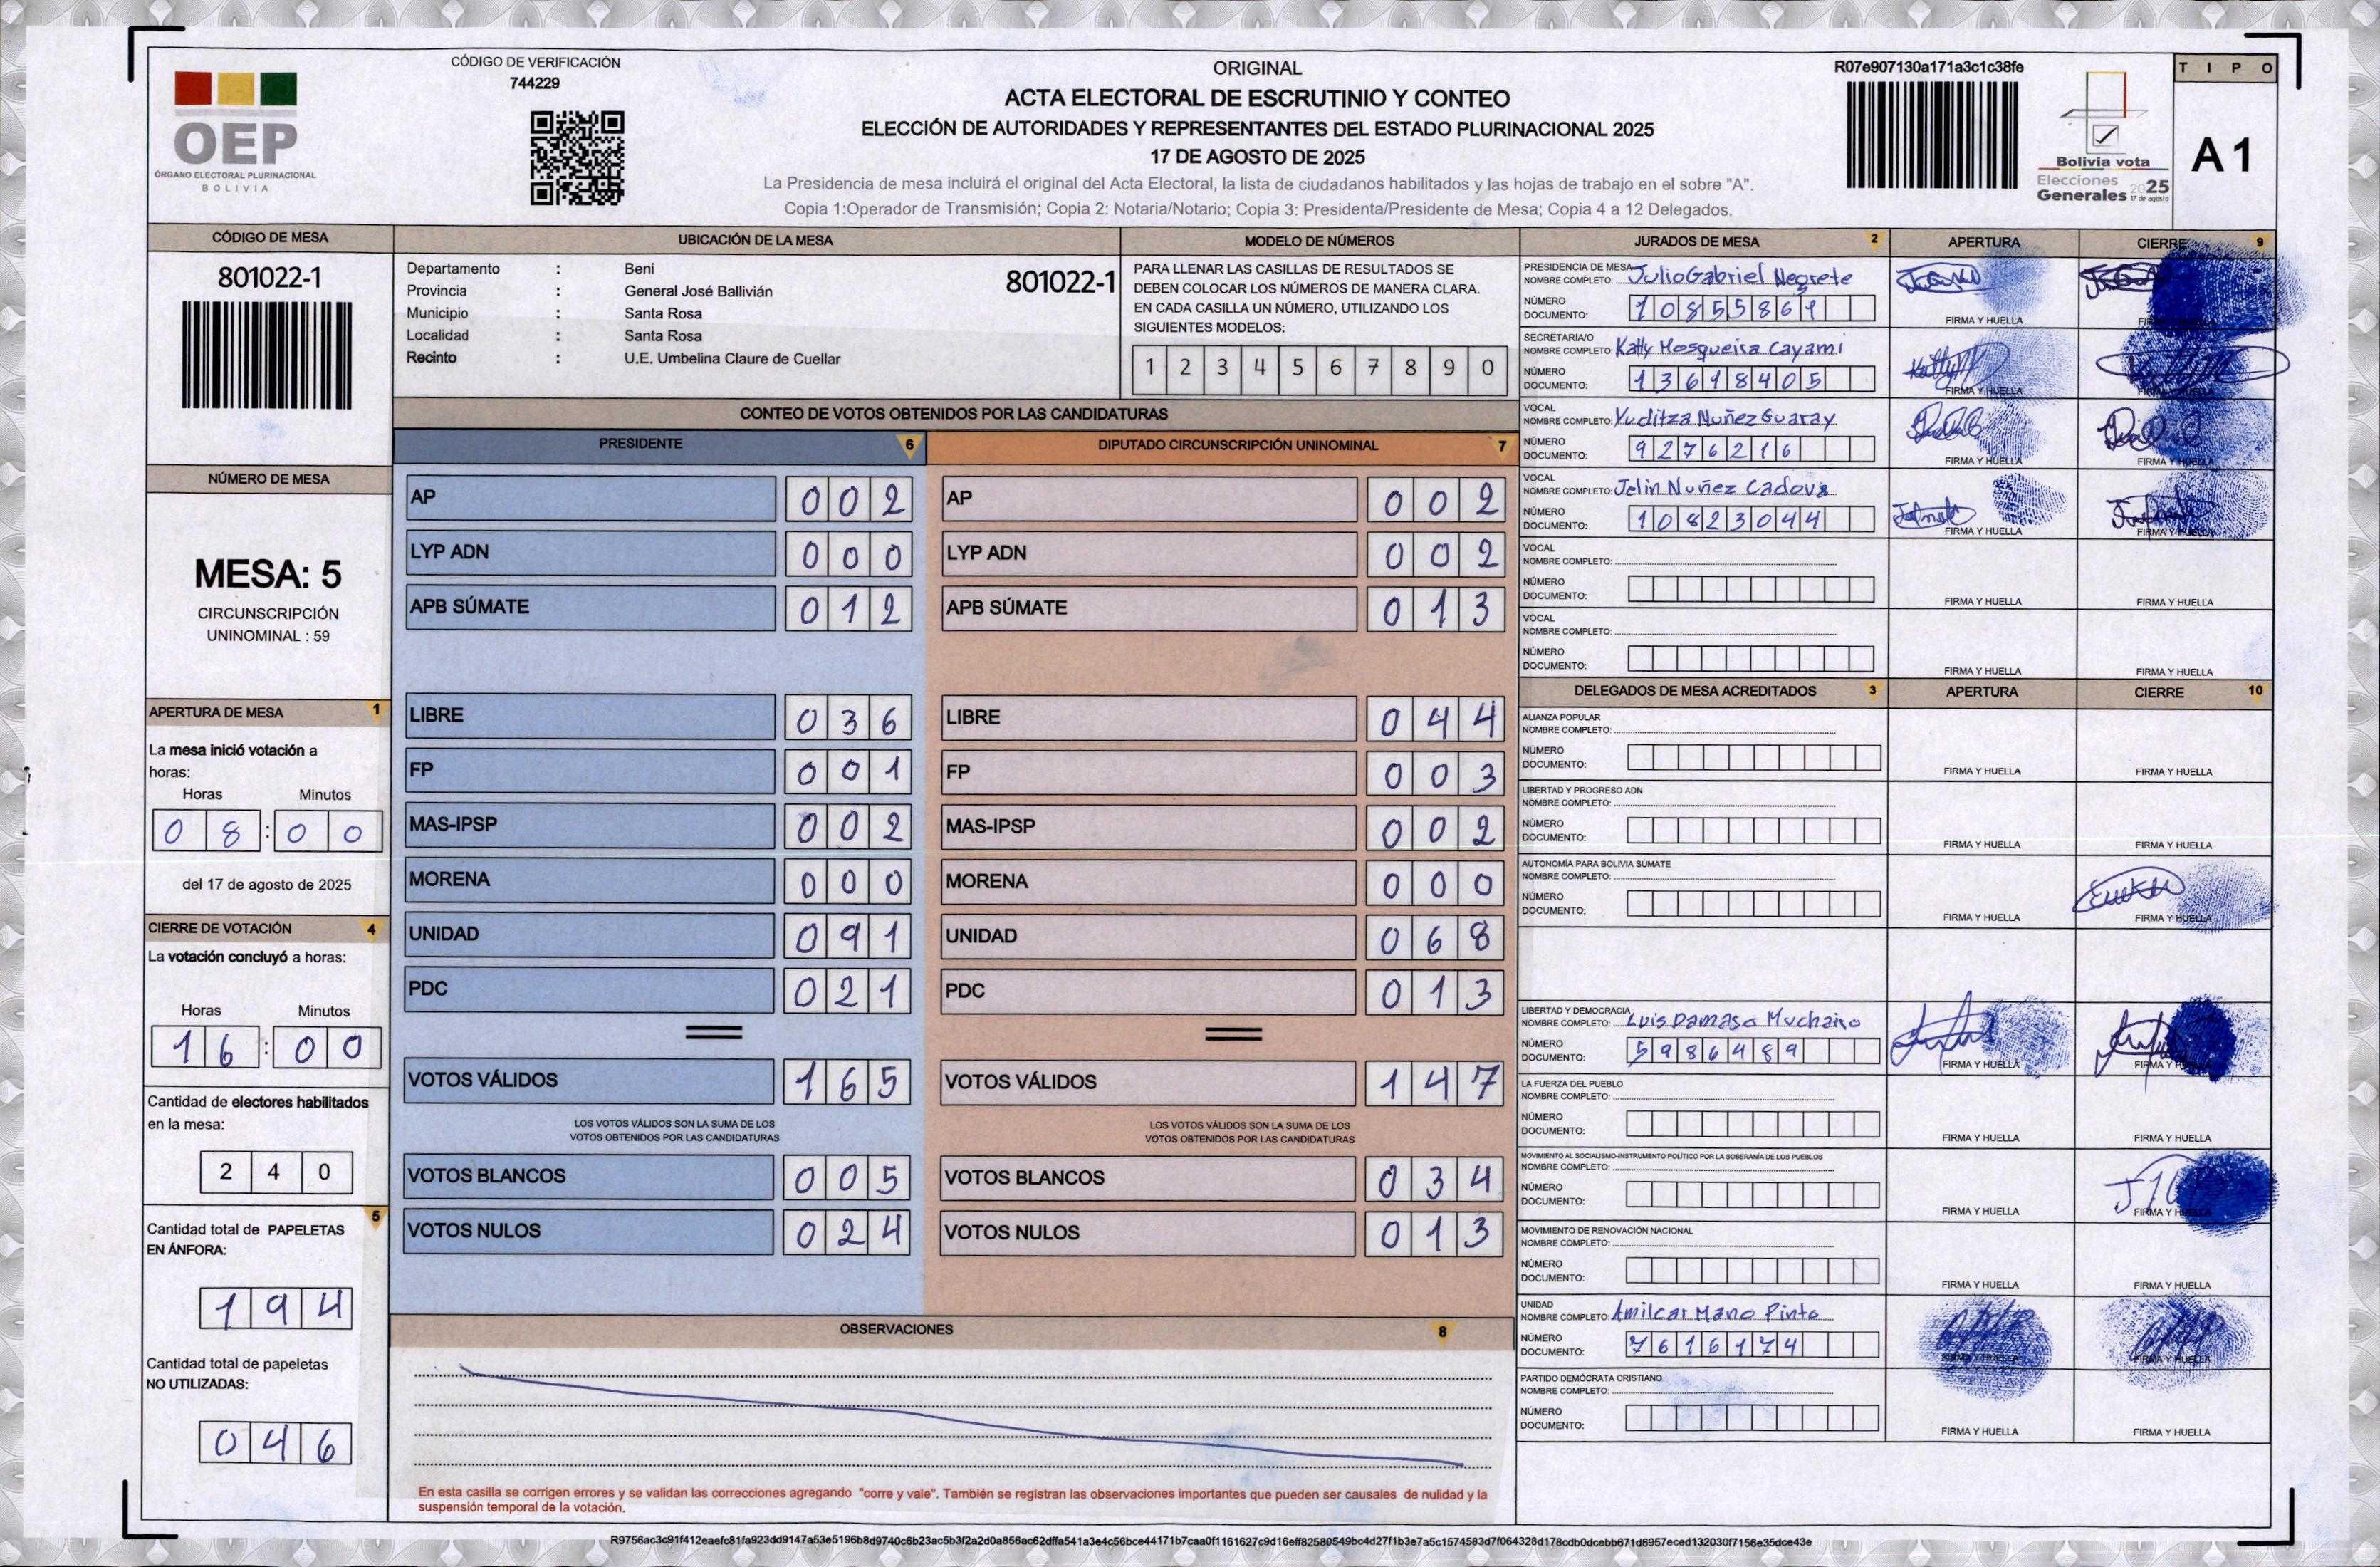 CÓDIGO DE VERIFICACIÓN
744229
OEP
ÓRGANO ELECTORAL PLURINACIONAL
BOLIVIA
ORIGINAL
ACTA ELECTORAL DE ESCRUTINIO Y CONTEO
ELECCIÓN DE AUTORIDADES Y REPRESENTANTES DEL ESTADO PLURINACIONAL 2025
17 DE AGOSTO DE 2025
La Presidencia de mesa incluirá el original del Acta Electoral, la lista de ciudadanos habilitados y las hojas de trabajo en el sobre "A".
Copia 1:Operador de Transmisión; Copia 2: Notaria/Notario; Copia 3: Presidenta/Presidente de Mesa; Copia 4 a 12 Delegados.
R07e907130a171a3c1c38fe
Bolivia vota
Elecciones
Generales 2025
17 de agosto
TIPO
A1
CÓDIGO DE MESA
801022-1
NÚMERO DE MESA
MESA: 5
CIRCUNSCRIPCIÓN
UNINOMINAL : 59
APERTURA DE MESA 1
La mesa inició votación a
horas:
Horas Minutos
08:00
del 17 de agosto de 2025
CIERRE DE VOTACIÓN 4
La votación concluyó a horas:
Horas Minutos
16:00
Cantidad de electores habilitados
en la mesa:
240
5
Cantidad total de PAPELETAS
EN ÁNFORA:
194
Cantidad total de papeletas
NO UTILIZADAS:
046
UBICACIÓN DE LA MESA
Departamento : Beni 801022-1
Provincia : General José Ballivián
Municipio : Santa Rosa
Localidad : Santa Rosa
Recinto : U.E. Umbelina Claure de Cuellar
MODELO DE NÚMEROS
PARA LLENAR LAS CASILLAS DE RESULTADOS SE
DEBEN COLOCAR LOS NÚMEROS DE MANERA CLARA.
EN CADA CASILLA UN NÚMERO, UTILIZANDO LOS
SIGUIENTES MODELOS:
1 2 3 4 5 6 7 8 9 0
CONTEO DE VOTOS OBTENIDOS POR LAS CANDIDATURAS
PRESIDENTE 6 DIPUTADO CIRCUNSCRIPCIÓN UNINOMINAL 7
AP 002 AP 002
LYP ADN 000 LYP ADN 002
APB SÚMATE 012 APB SÚMATE 013
LIBRE 036 LIBRE 044
FP 001 FP 003
MAS-IPSP 002 MAS-IPSP 002
MORENA 000 MORENA 000
UNIDAD 091 UNIDAD 068
PDC 021 PDC 013
VOTOS VÁLIDOS 165 VOTOS VÁLIDOS 147
LOS VOTOS VÁLIDOS SON LA SUMA DE LOS
VOTOS OBTENIDOS POR LAS CANDIDATURAS
LOS VOTOS VÁLIDOS SON LA SUMA DE LOS
VOTOS OBTENIDOS POR LAS CANDIDATURAS
VOTOS BLANCOS 005 VOTOS BLANCOS 034
VOTOS NULOS 024 VOTOS NULOS 013
OBSERVACIONES 8
En esta casilla se corrigen errores y se validan las correcciones agregando "corre y vale". También se registran las observaciones importantes que pueden ser causales de nulidad y la
suspensión temporal de la votación.
JURADOS DE MESA 2 APERTURA CIERRE 9
PRESIDENCIA DE MESA
NOMBRE COMPLETO: Julio Gabriel Negrete
NÚMERO
DOCUMENTO: 10855861
FIRMA Y HUELLA
SECRETARIA/O
NOMBRE COMPLETO: Katty Mosqueira Cayami
NÚMERO
DOCUMENTO: 13618405
FIRMA Y HUELLA
VOCAL
NOMBRE COMPLETO: Yuditza Nuñez Guaray
NÚMERO
DOCUMENTO: 9276216
FIRMA Y HUELLA FIRMA Y HUELLA
VOCAL
NOMBRE COMPLETO: Jelin Nuñez
NÚMERO
DOCUMENTO: 10823044
FIRMA Y HUELLA FIRMA Y HUELLA
VOCAL
NOMBRE COMPLETO:
NÚMERO
DOCUMENTO:
FIRMA Y HUELLA FIRMA Y HUELLA
VOCAL
NOMBRE COMPLETO:
NÚMERO
DOCUMENTO:
FIRMA Y HUELLA FIRMA Y HUELLA
DELEGADOS DE MESA ACREDITADOS 3 APERTURA CIERRE 10
ALIANZA POPULAR
NOMBRE COMPLETO:
NÚMERO
DOCUMENTO:
FIRMA Y HUELLA FIRMA Y HUELLA
LIBERTAD Y PROGRESO ADN
NOMBRE COMPLETO:
NÚMERO
DOCUMENTO:
FIRMA Y HUELLA FIRMA Y HUELLA
AUTONOMÍA PARA BOLIVIA SÚMATE
NOMBRE COMPLETO:
NÚMERO
DOCUMENTO:
FIRMA Y HUELLA FIRMA Y HUELLA
LIBERTAD Y DEMOCRACIA
NOMBRE COMPLETO: Luis Damaso
NÚMERO
DOCUMENTO: 5986489
FIRMA Y HUELLA FIRMA Y HUELLA
LA FUERZA DEL PUEBLO
NOMBRE COMPLETO:
NÚMERO
DOCUMENTO:
FIRMA Y HUELLA FIRMA Y HUELLA
MOVIMIENTO AL SOCIALISMO-INSTRUMENTO POLÍTICO POR LA SOBERANÍA DE LOS PUEBLOS
NOMBRE COMPLETO:
NÚMERO
DOCUMENTO:
FIRMA Y HUELLA FIRMA Y HUELLA
MOVIMIENTO DE RENOVACIÓN NACIONAL
NOMBRE COMPLETO:
NÚMERO
DOCUMENTO:
FIRMA Y HUELLA FIRMA Y HUELLA
UNIDAD
NOMBRE COMPLETO: Amilcar Mano Pinto
NÚMERO
DOCUMENTO: 7616174
FIRMA Y HUELLA FIRMA Y HUELLA
PARTIDO DEMÓCRATA CRISTIANO
NOMBRE COMPLETO:
NÚMERO
DOCUMENTO:
FIRMA Y HUELLA FIRMA Y HUELLA